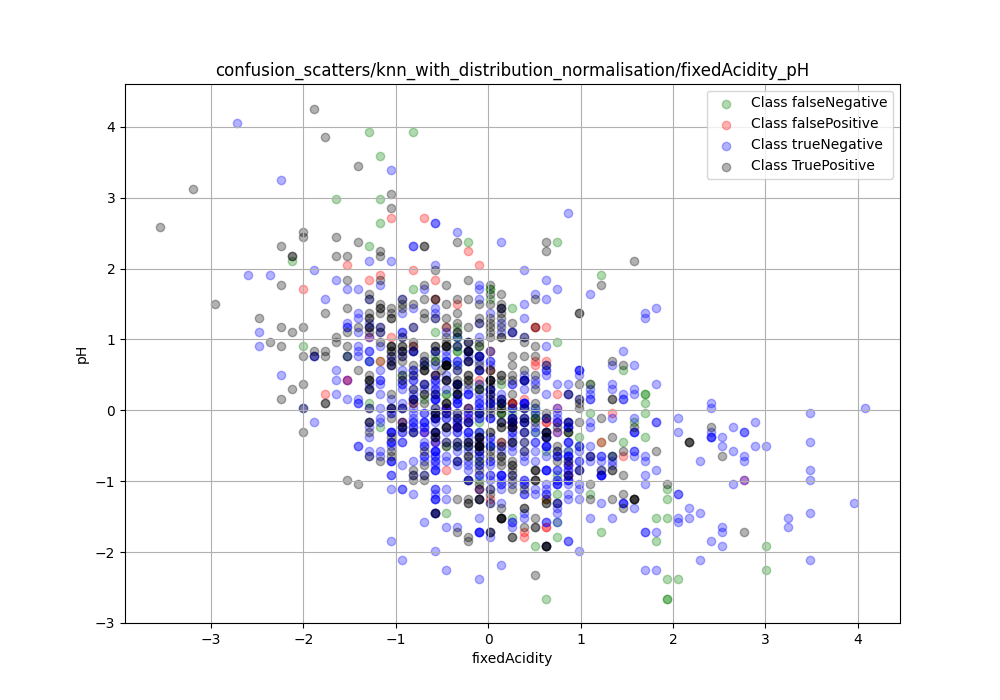 confusion_scatters/knn_with_distribution_normalisation/fixedAcidity_pH
Class falseNegative
Class falsePositive
Class trueNegative
Class TruePositive
4
3
2
1
0
−1
−2
−3
pH
−3
−2
−1
0
1
2
3
4
fixedAcidity